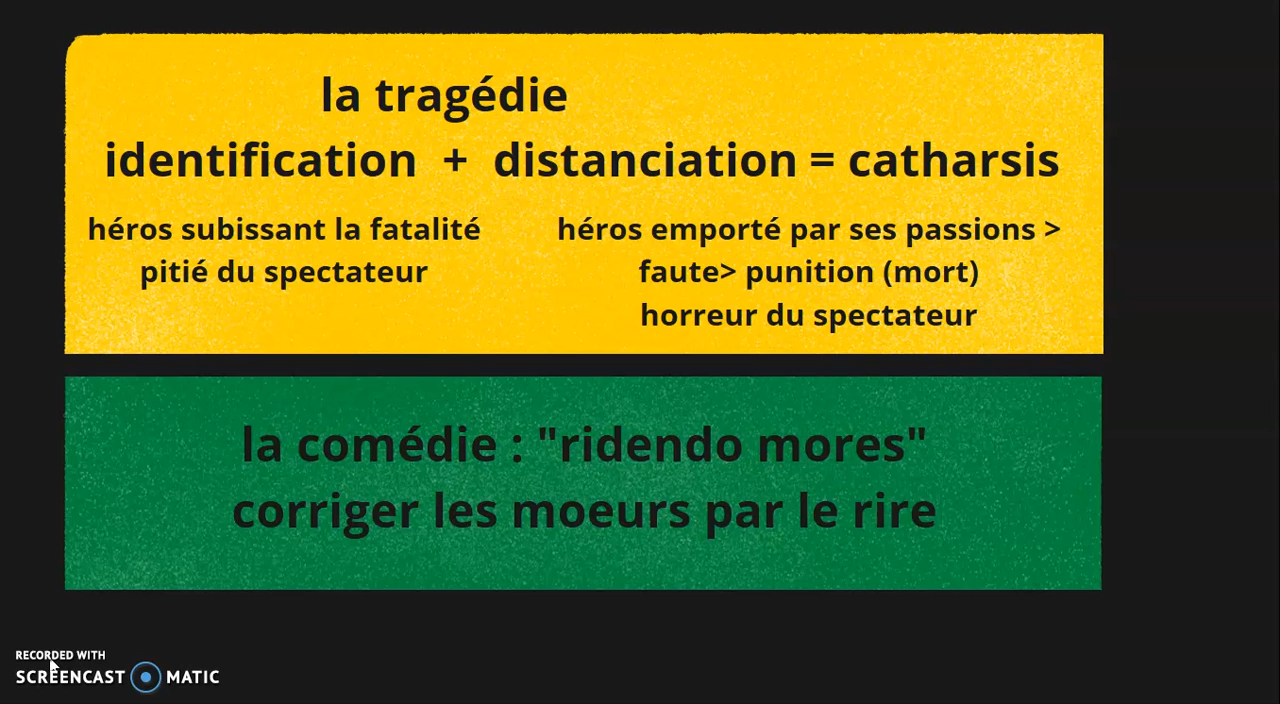 la tragédie
identification + distanciation = catharsis
héros subissant la fatalité
pitié du spectateur
héros emporté par ses passions >
faute> punition (mort)
horreur du spectateur
la comédie : "ridendo mores"
corriger les moeurs par le rire
RECORDED WITH
SCREENCAST MATIC